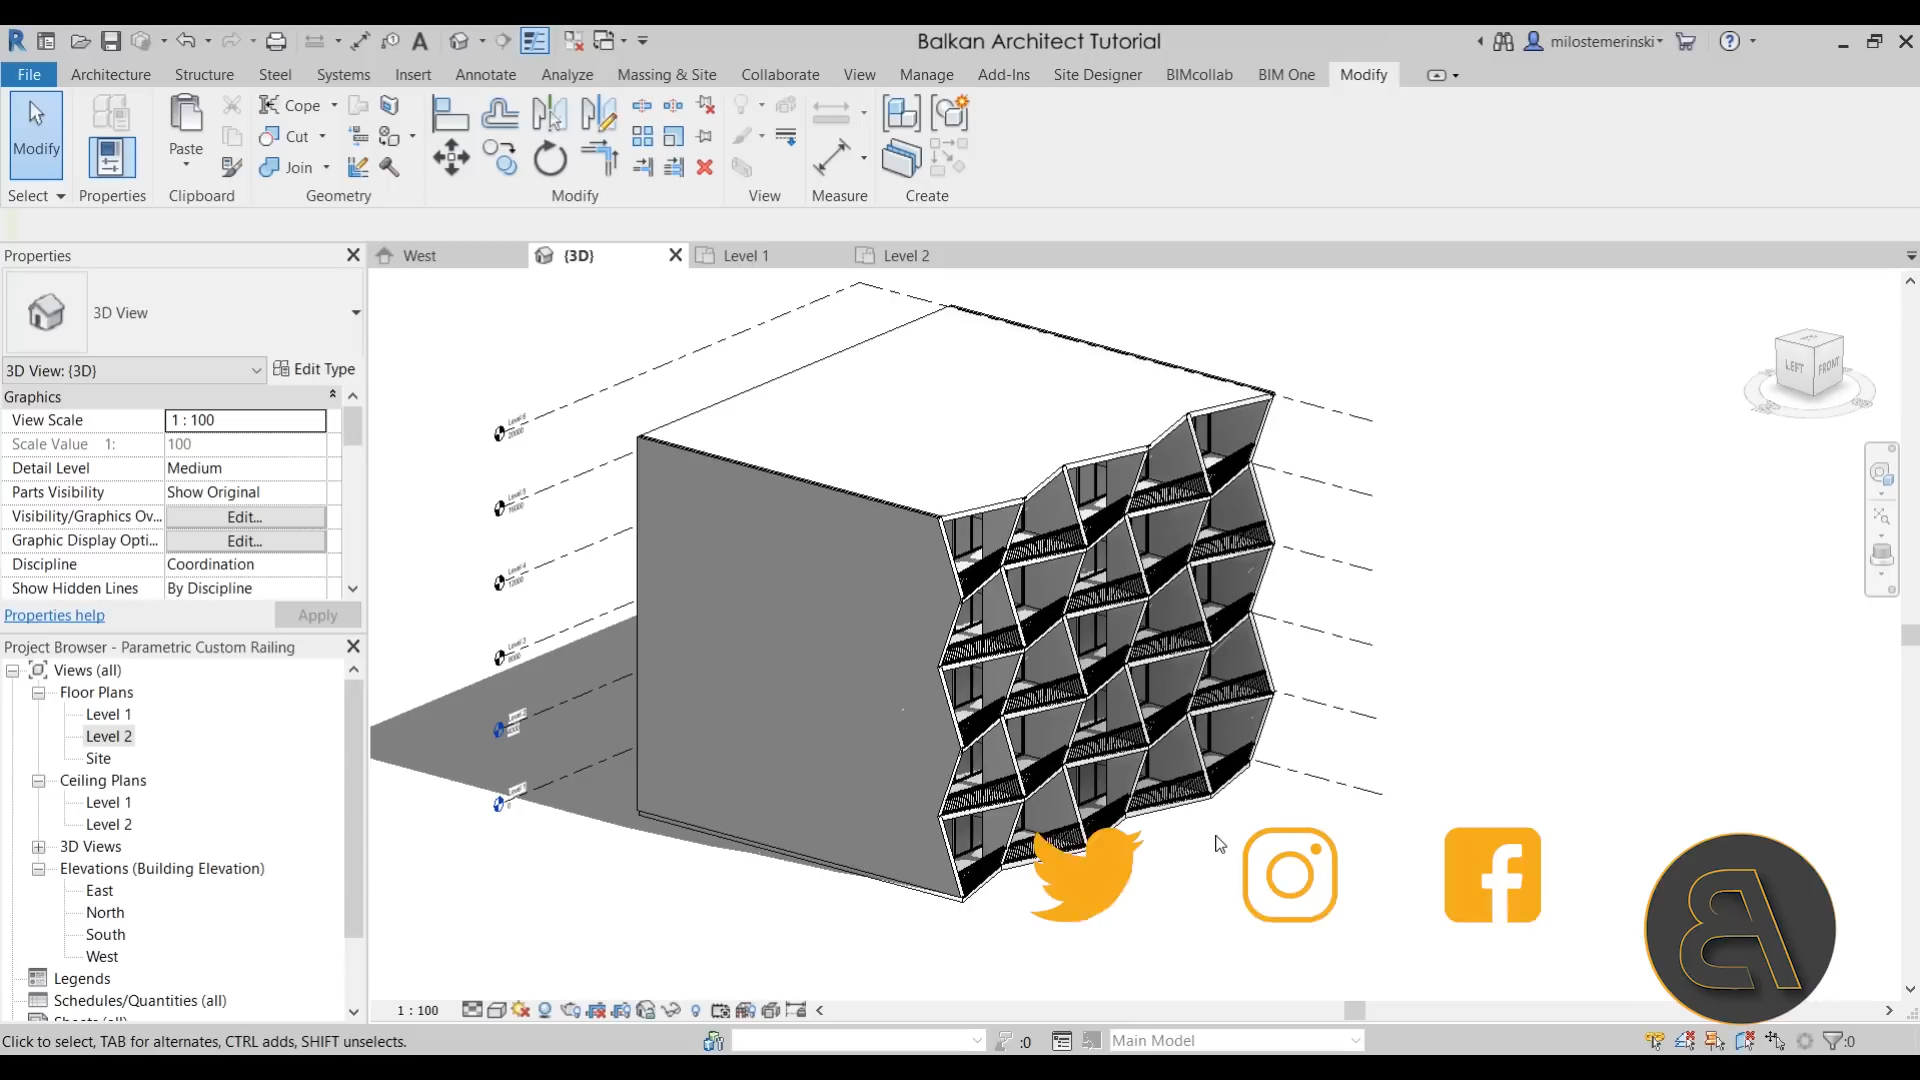 Balkan Architect Tutorial
milostemerinski
File Architecture Structure Steel Systems Insert Annotate Analyze Massing & Site Collaborate View Manage Add-Ins Site Designer BIMcollab BIM One Modify
Modify
Paste
Cope
Cut
Join
Select Properties Clipboard Geometry Modify View Measure Create
Properties
West {3D} Level 1 Level 2
3D View
3D View: {3D} Edit Type
Graphics
View Scale 1 : 100
Scale Value 1: 100
Detail Level Medium
Parts Visibility Show Original
Visibility/Graphics Ov... Edit...
Graphic Display Opti... Edit...
Discipline Coordination
Show Hidden Lines By Discipline
Properties help Apply
Project Browser - Parametric Custom Railing
Views (all)
Floor Plans
Level 1
Level 2
Site
Ceiling Plans
Level 1
Level 2
3D Views
Elevations (Building Elevation)
East
North
South
West
Legends
Schedules/Quantities (all)
LEFT FRONT
1 : 100
Click to select, TAB for alternates, CTRL adds, SHIFT unselects.
:0
Main Model
:0